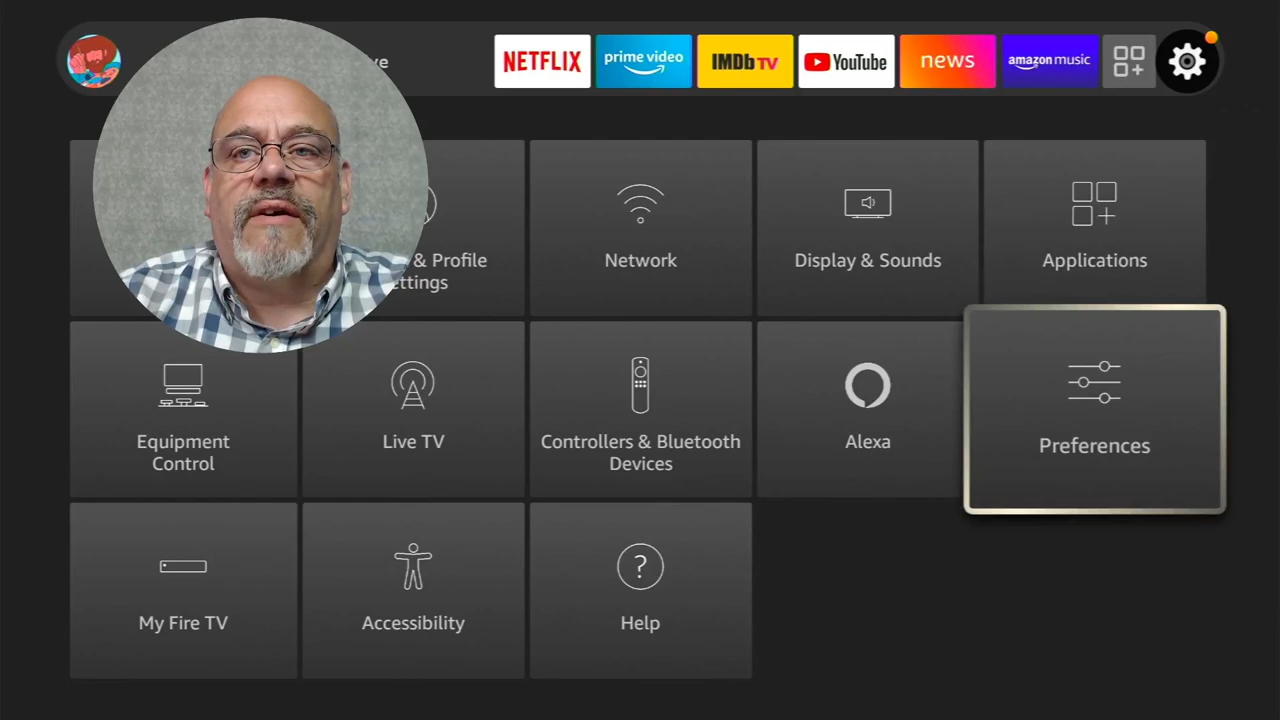 NETFLIX
prime video
IMDb TV
YouTube
news
amazon music
& Profile
Network
Display & Sounds
Applications
Equipment
Control
Live TV
Controllers & Bluetooth
Devices
Alexa
Preferences
My Fire TV
Accessibility
Help